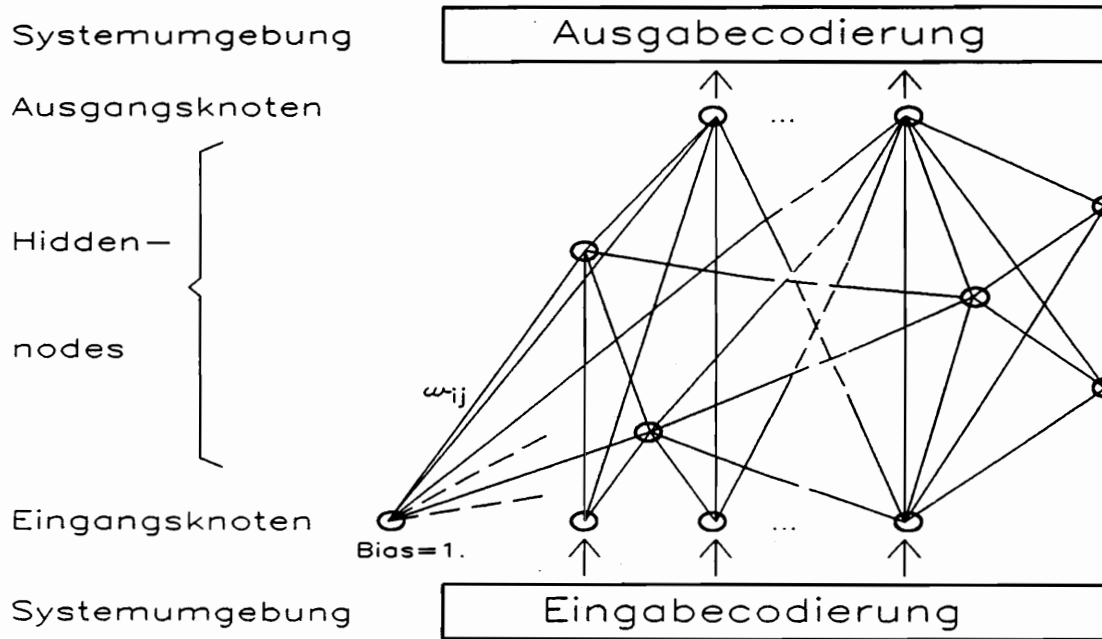 Systemumgebung Ausgabecodierung
Ausgangsknoten
...
Hidden—
nodes
ωij
Eingangsknoten ...
Bias=1.
Systemumgebung Eingabecodierung